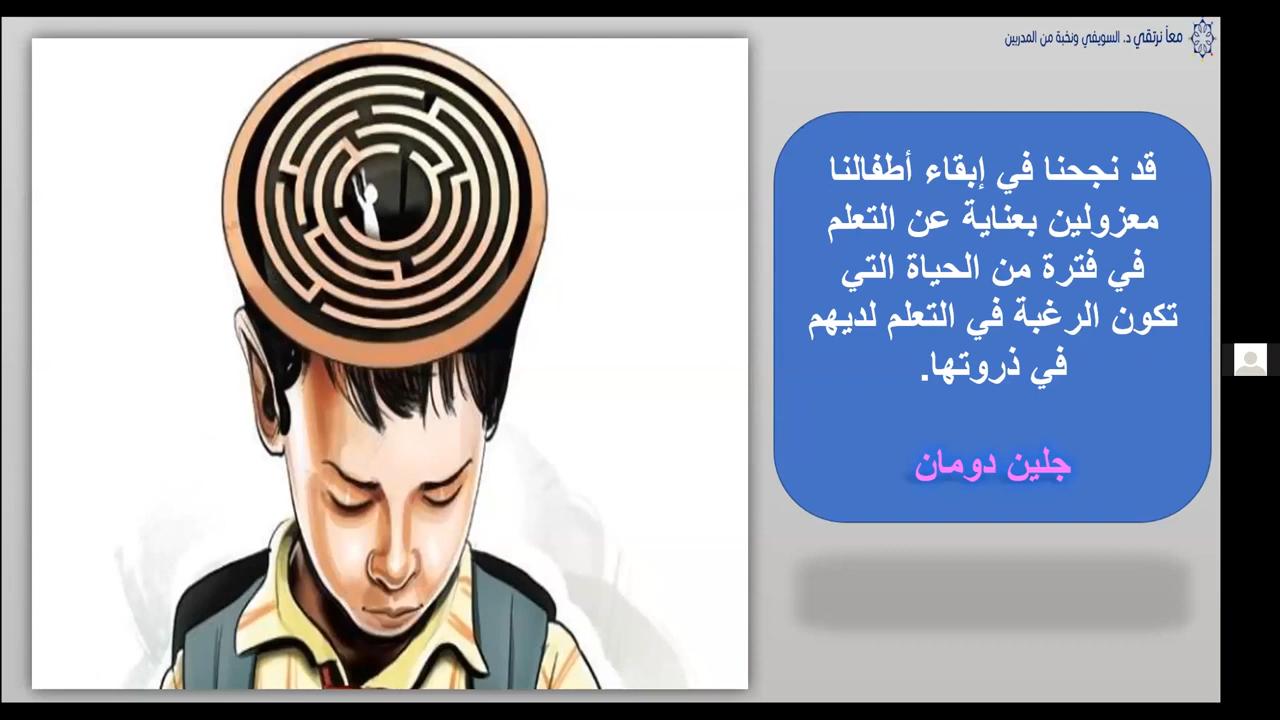 معاً نرتقي د. السويفي ونخبة من المدربين
قد نجحنا في إبقاء أطفالنا
معزولين بعناية عن التعلم
في فترة من الحياة التي
تكون الرغبة في التعلم لديهم
في ذروتها.
جلين دومان